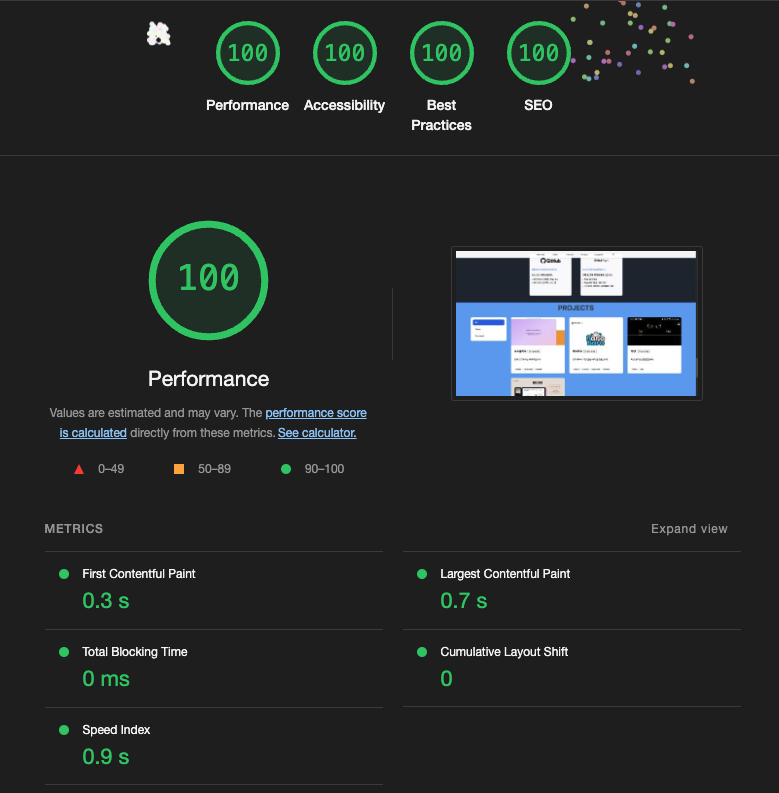 100
100
100
100
Performance
Accessibility
Best
Practices
SEO
100
Performance
Values are estimated and may vary. The performance score
is calculated directly from these metrics. See calculator.
0–49
50–89
90–100
GitHub
PROJECTS
METRICS
Expand view
First Contentful Paint
0.3 s
Largest Contentful Paint
0.7 s
Total Blocking Time
0 ms
Cumulative Layout Shift
0
Speed Index
0.9 s